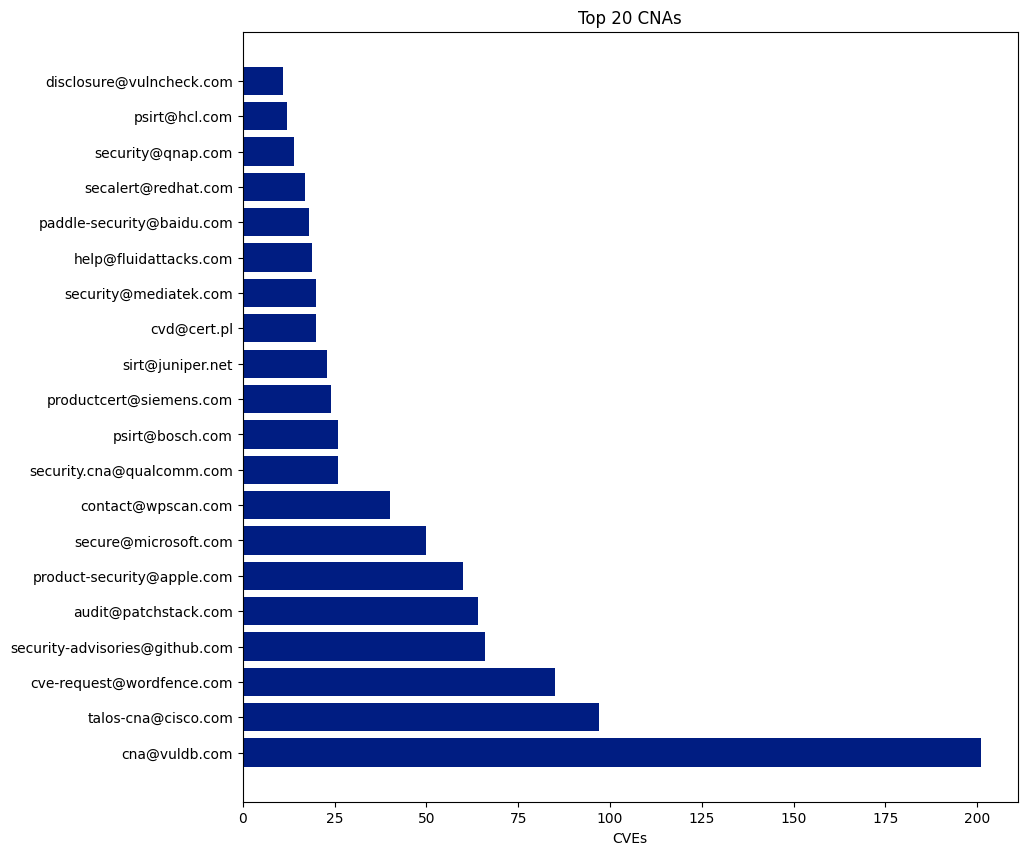 Top 20 CNAs
disclosure@vulncheck.com
psirt@hcl.com
security@qnap.com
secalert@redhat.com
paddle-security@baidu.com
help@fluidattacks.com
security@mediatek.com
cvd@cert.pl
sirt@juniper.net
productcert@siemens.com
psirt@bosch.com
security.cna@qualcomm.com
contact@wpscan.com
secure@microsoft.com
product-security@apple.com
audit@patchstack.com
security-advisories@github.com
cve-request@wordfence.com
talos-cna@cisco.com
cna@vuldb.com
0 25 50 75 100 125 150 175 200
CVEs